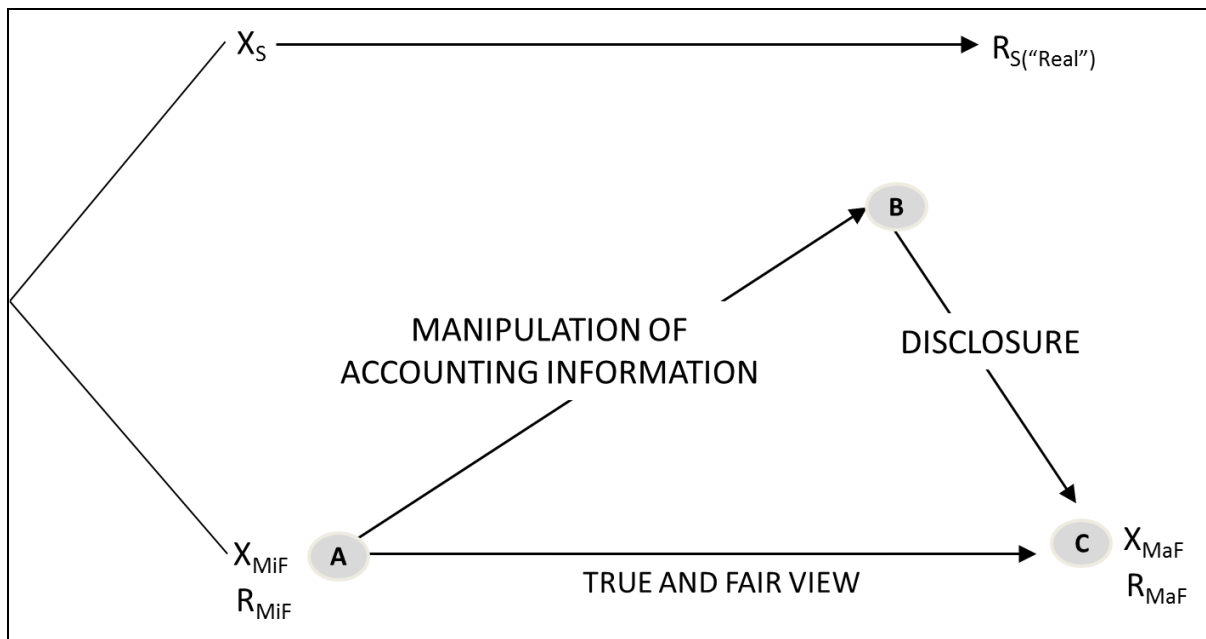 X_S
R_S("Real")
B
MANIPULATION OF
ACCOUNTING INFORMATION
DISCLOSURE
X_MiF
R_MiF
A
TRUE AND FAIR VIEW
C
X_MaF
R_MaF